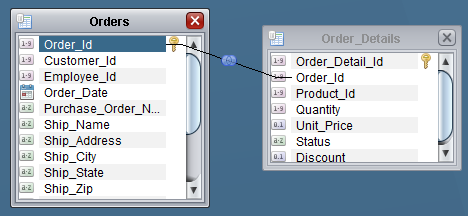 Orders
Order_Id
Customer_Id
Employee_Id
Order_Date
Purchase_Order_N...
Ship_Name
Ship_Address
Ship_City
Ship_State
Ship_Zip
Order_Details
Order_Detail_Id
Order_Id
Product_Id
Quantity
Unit_Price
Status
Discount